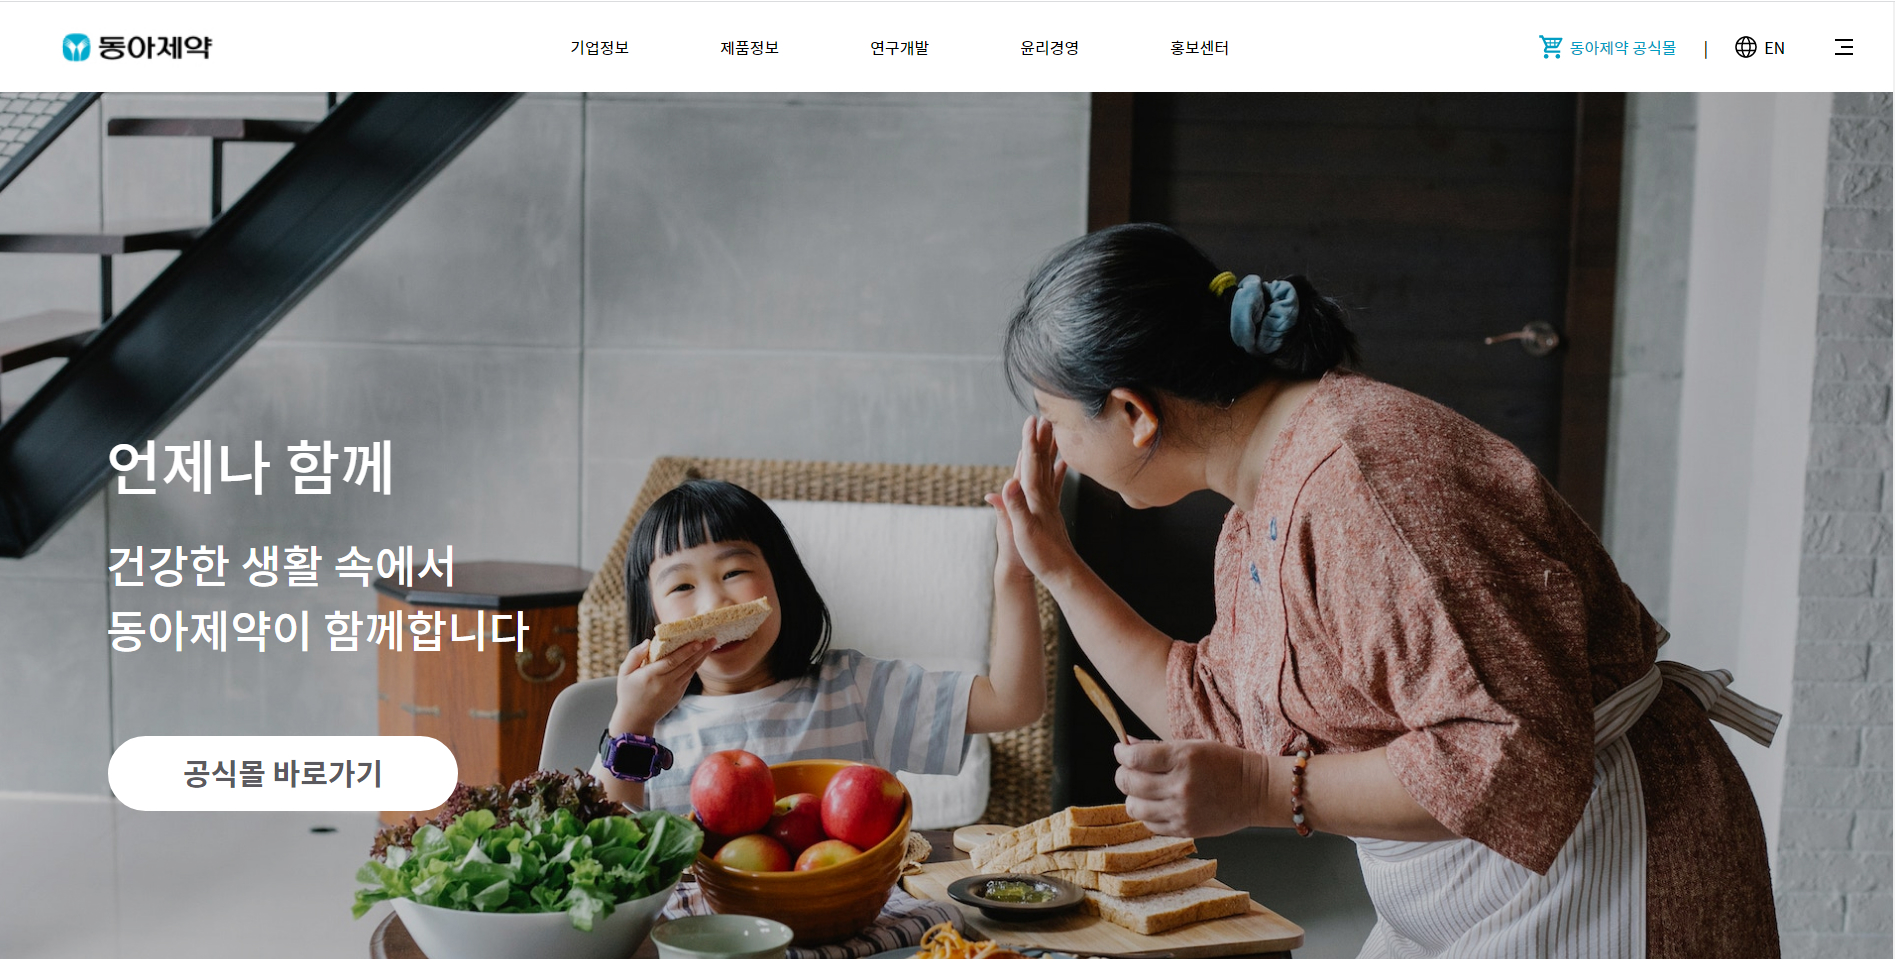 동아제약
기업정보
제품정보
연구개발
윤리경영
홍보센터
동아제약 공식몰
|
EN
언제나 함께
건강한 생활 속에서
동아제약이 함께합니다
공식몰 바로가기